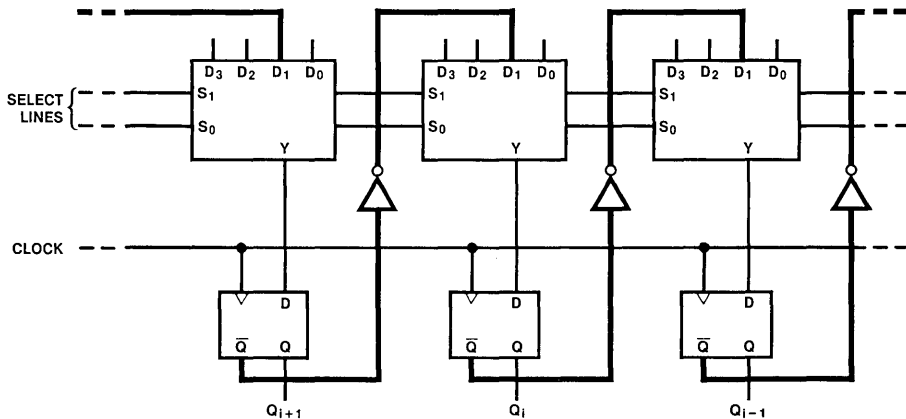 D3 D2 D1 D0 D3 D2 D1 D0 D3 D2 D1 D0
S1 S1 S1
SELECT
LINES
S0 S0 S0
Y Y Y
CLOCK
D D D
Q̅ Q Q̅ Q Q̅ Q
Qi+1 Qi Qi−1